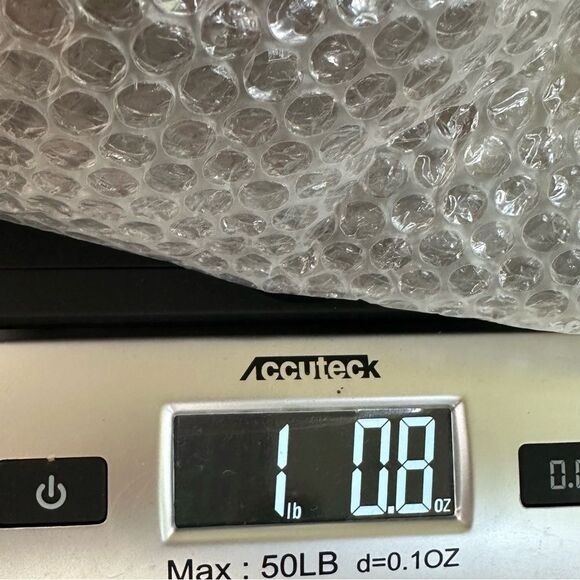 Accuteck
1 lb 0.8 oz
Max : 50LB d=0.1OZ